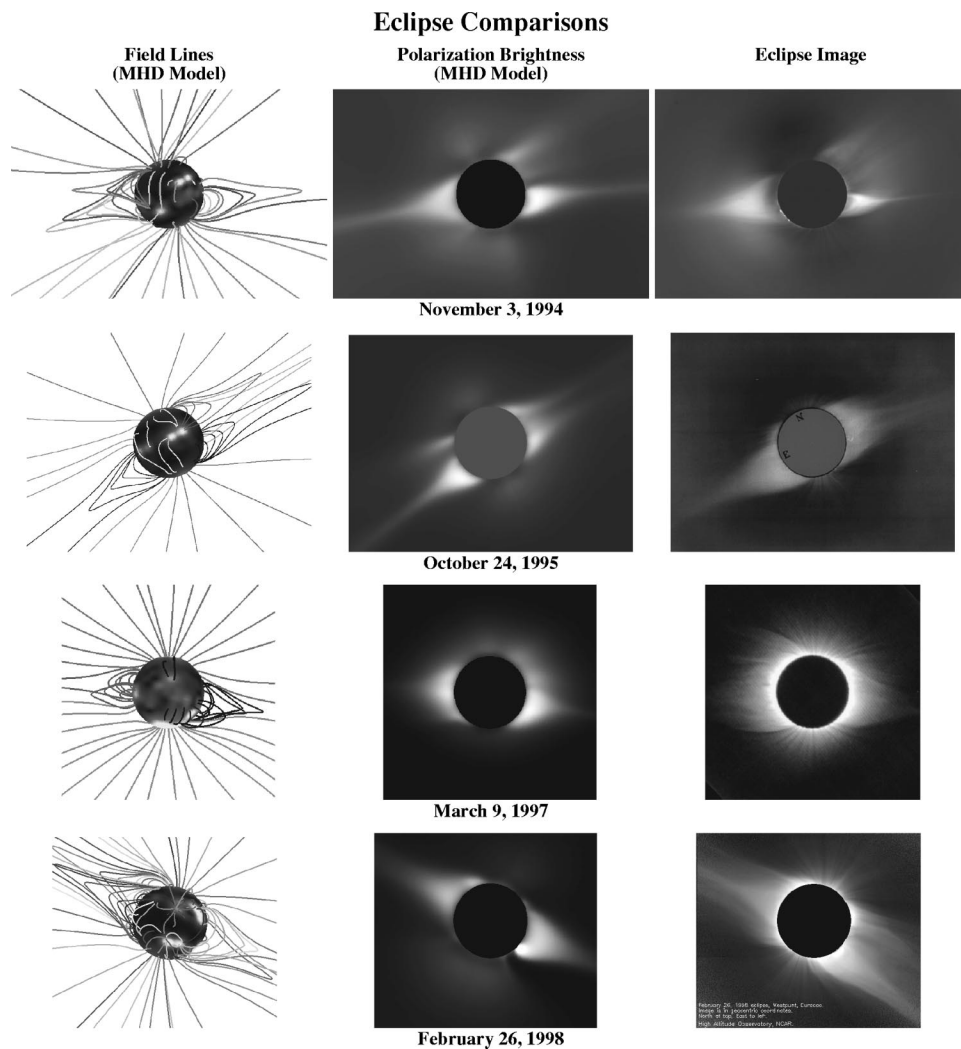 Eclipse Comparisons
Field Lines
(MHD Model)
Polarization Brightness
(MHD Model)
Eclipse Image
November 3, 1994
N
E
October 24, 1995
March 9, 1997
February 26, 1998 eclipse, Westpunt, Curacao.
Image is in geocentric coordinates.
North at top, East to left.
High Altitude Observatory, NCAR.
February 26, 1998